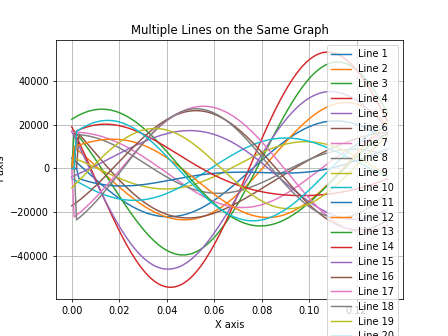 Multiple Lines on the Same Graph
40000
20000
0
−20000
−40000
axis
0.00
0.02
0.04
0.06
0.08
0.10
X axis
Line 1
Line 2
Line 3
Line 4
Line 5
Line 6
Line 7
Line 8
Line 9
Line 10
Line 11
Line 12
Line 13
Line 14
Line 15
Line 16
Line 17
Line 18
Line 19
Line 20